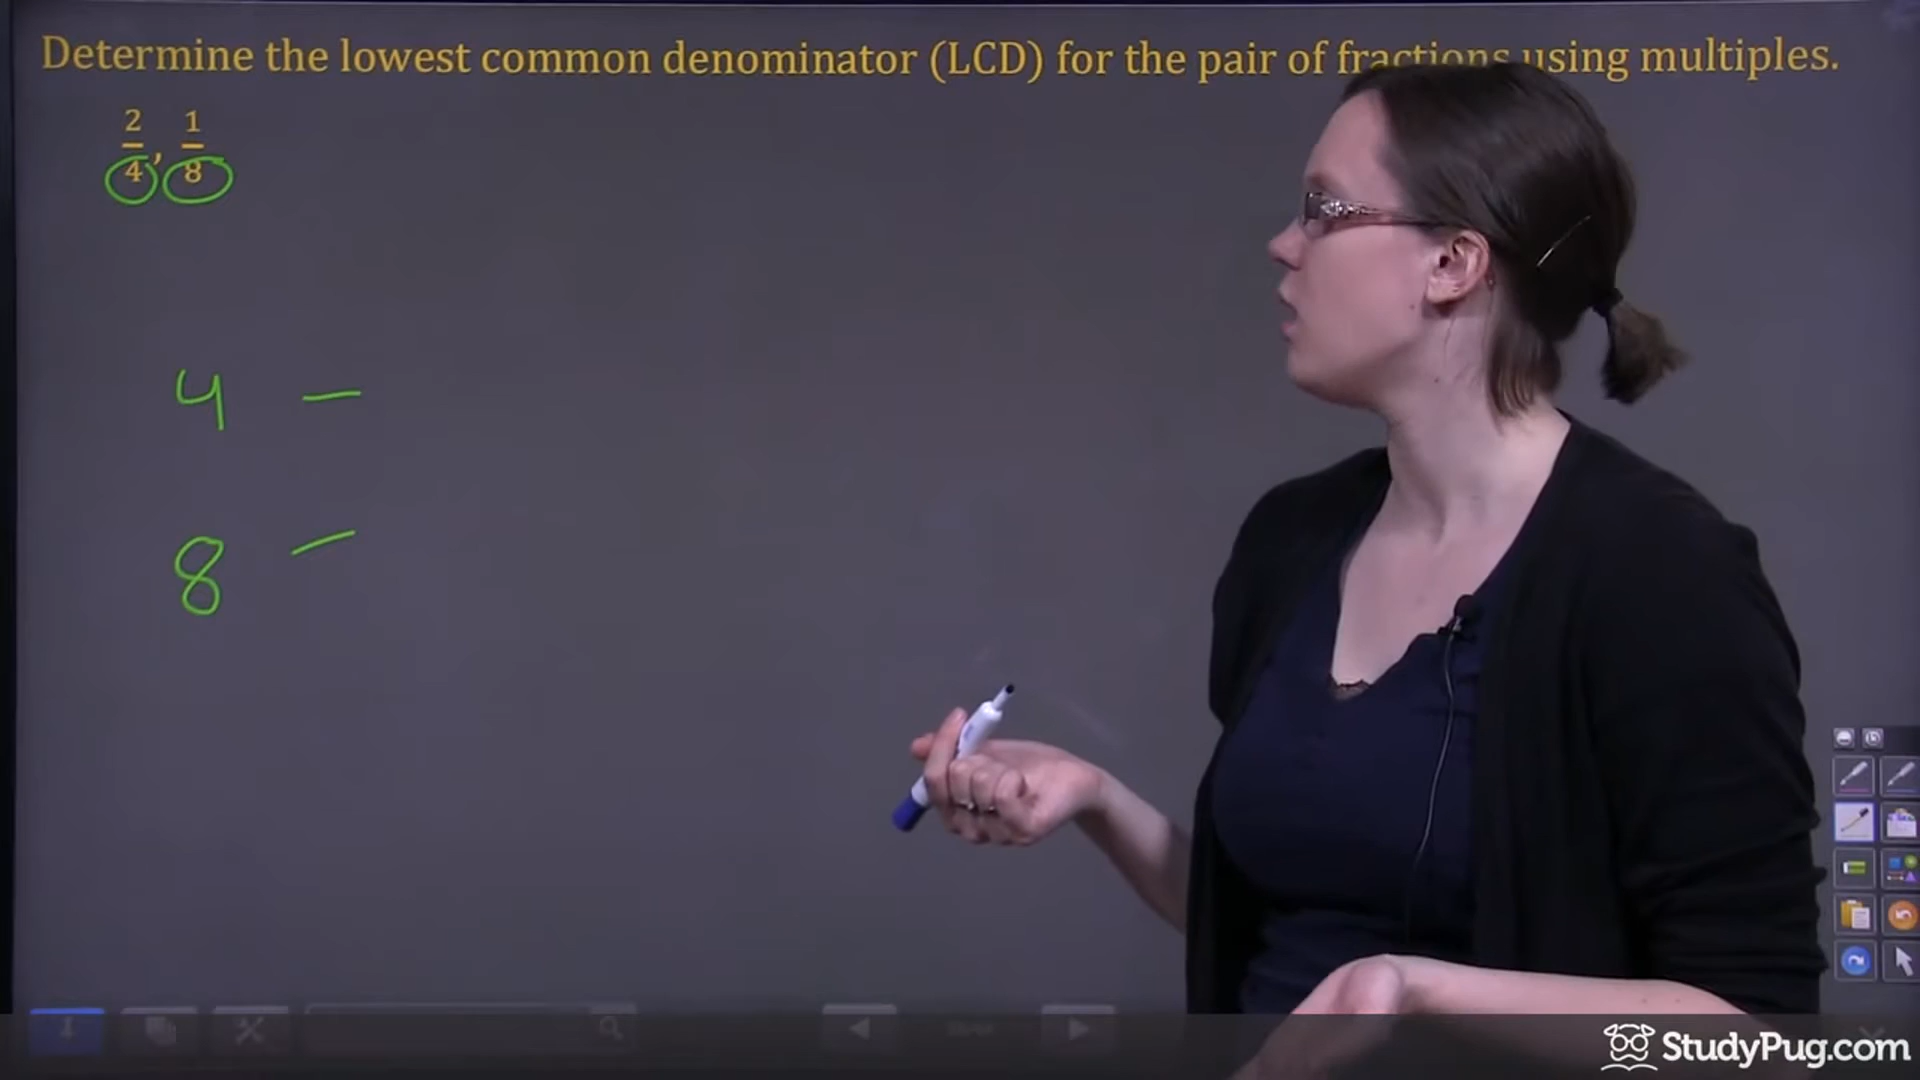 Determine the lowest common denominator (LCD) for the pair of fractions using multiples.
2/4, 1/8
4 –
8 –
StudyPug.com